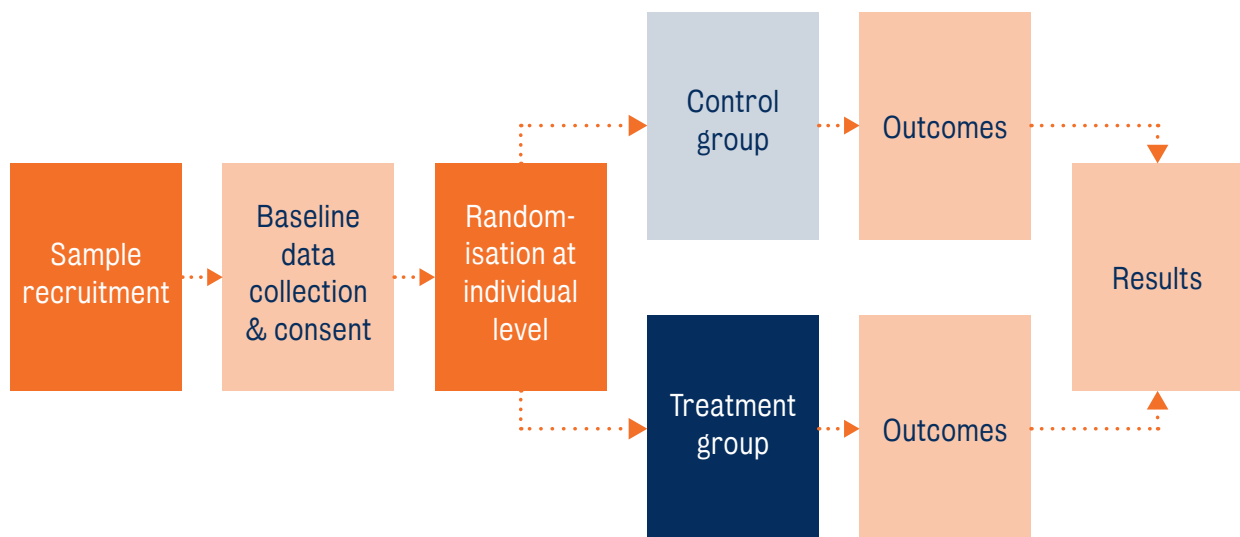 Sample
recruitment
Baseline
data
collection
& consent
Random-
isation at
individual
level
Control
group
Outcomes
Treatment
group
Outcomes
Results